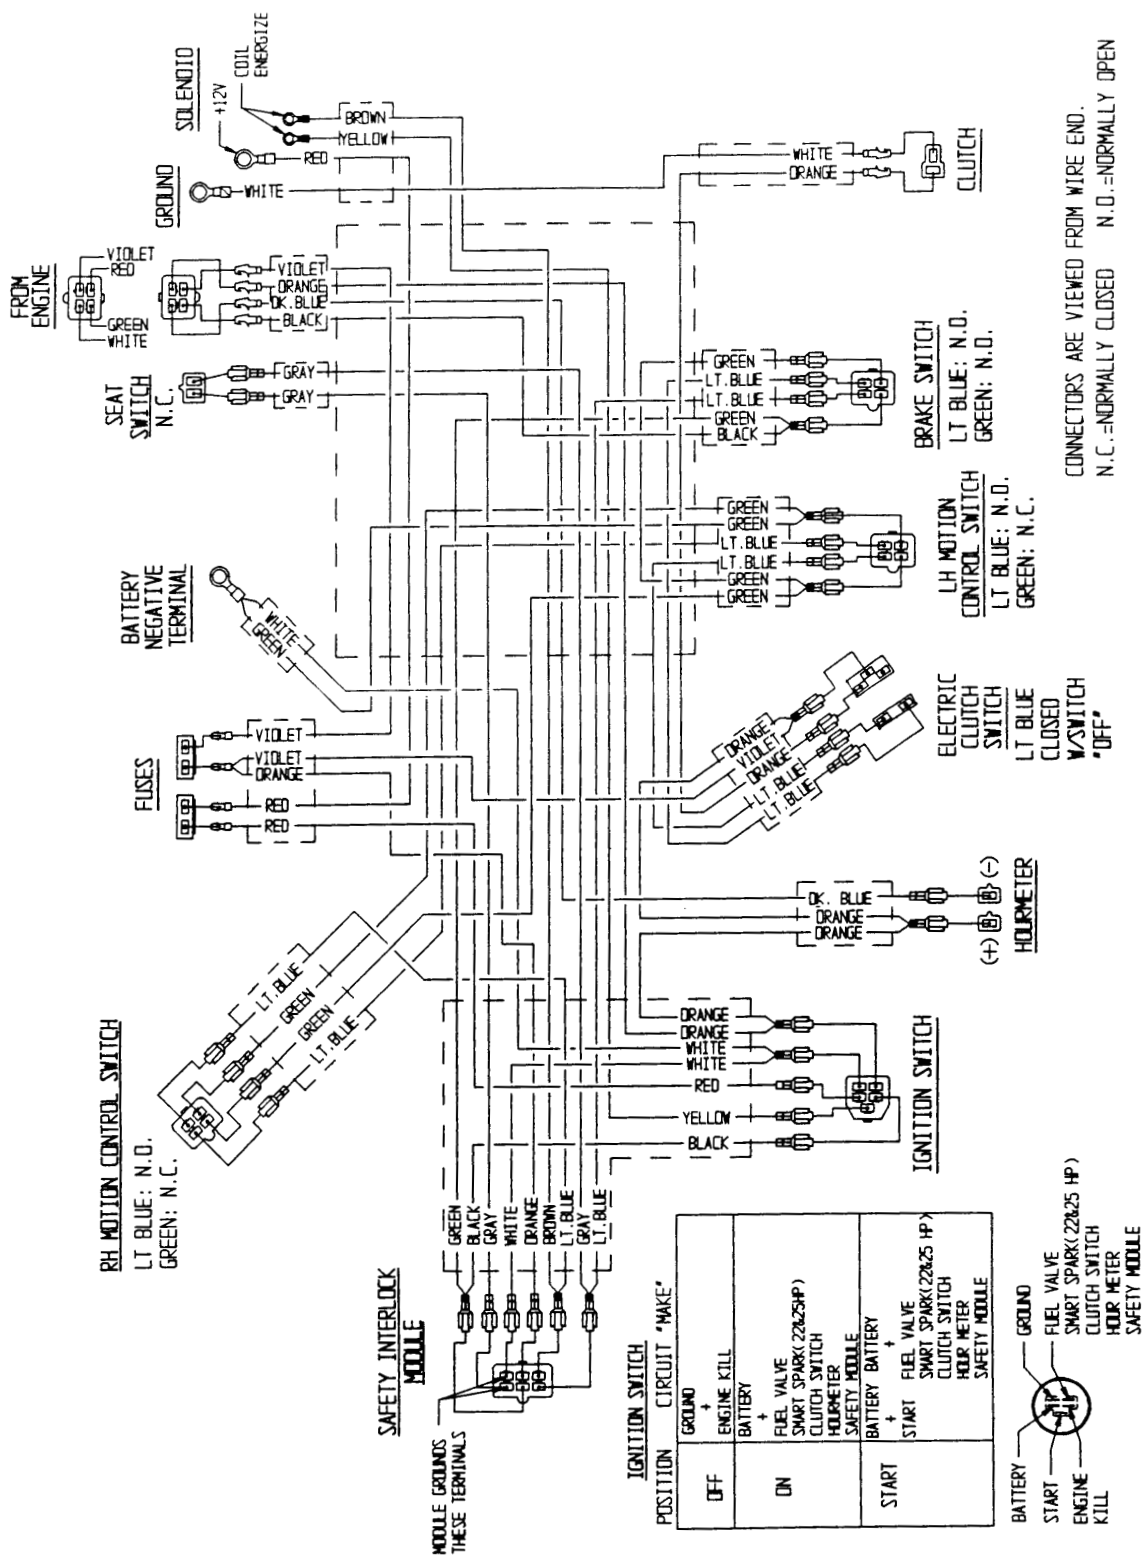 RH MOTION CONTROL SWITCH
LT BLUE: N.O.
GREEN: N.C.
LT.BLUE
GREEN
GREEN
LT.BLUE
FUSES
VIOLET
VIOLET
ORANGE
RED
RED
BATTERY
NEGATIVE
TERMINAL
WHITE
GREEN
SEAT
SWITCH
N.C.
GRAY
GRAY
FROM
ENGINE
VIOLET
RED
GREEN
WHITE
VIOLET
ORANGE
DK.BLUE
BLACK
GROUND
WHITE
SOLENOID
+12V
COIL
ENERGIZE
BROWN
YELLOW
RED
SAFETY INTERLOCK
MODULE
MODULE GROUNDS
THESE TERMINALS
GREEN
BLACK
GRAY
WHITE
ORANGE
BROWN
LT.BLUE
GRAY
LT.BLUE
ORANGE
ORANGE
WHITE
WHITE
RED
YELLOW
BLACK
IGNITION SWITCH
DK. BLUE
ORANGE
ORANGE
(+) (-)
HOURMETER
ORANGE
VIOLET
ORANGE
LT.BLUE
LT.BLUE
ELECTRIC
CLUTCH
SWITCH
LT BLUE
CLOSED
W/SWITCH
"OFF"
GREEN
GREEN
LT.BLUE
LT.BLUE
GREEN
GREEN
LH MOTION
CONTROL SWITCH
LT BLUE: N.O.
GREEN: N.C.
GREEN
LT.BLUE
LT.BLUE
GREEN
BLACK
BRAKE SWITCH
LT BLUE: N.O.
GREEN: N.O.
WHITE
ORANGE
CLUTCH
IGNITION SWITCH
POSITION CIRCUIT "MAKE"
OFF
GROUND
+
ENGINE KILL
ON
BATTERY
+
FUEL VALVE
SMART SPARK(22&25HP)
CLUTCH SWITCH
HOURMETER
SAFETY MODULE
START
BATTERY BATTERY
+ +
START FUEL VALVE
SMART SPARK(22&25 HP)
CLUTCH SWITCH
HOUR METER
SAFETY MODULE
BATTERY
START
ENGINE
KILL
GROUND
FUEL VALVE
SMART SPARK(22&25 HP)
CLUTCH SWITCH
HOUR METER
SAFETY MODULE
CONNECTORS ARE VIEWED FROM WIRE END.
N.C.=NORMALLY CLOSED N.O.=NORMALLY OPEN